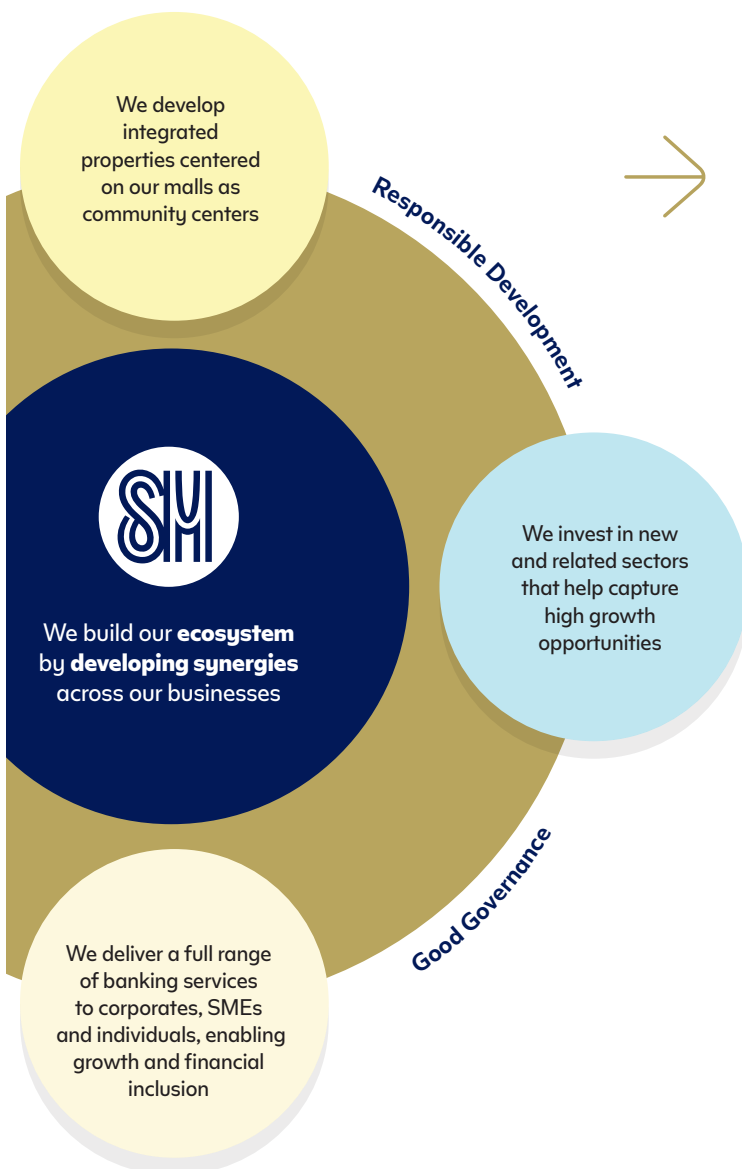 We develop
integrated
properties centered
on our malls as
community centers
Responsible Development
SM
We invest in new
and related sectors
that help capture
high growth
opportunities
We build our ecosystem
by developing synergies
across our businesses
Good Governance
We deliver a full range
of banking services
to corporates, SMEs
and individuals, enabling
growth and financial
inclusion